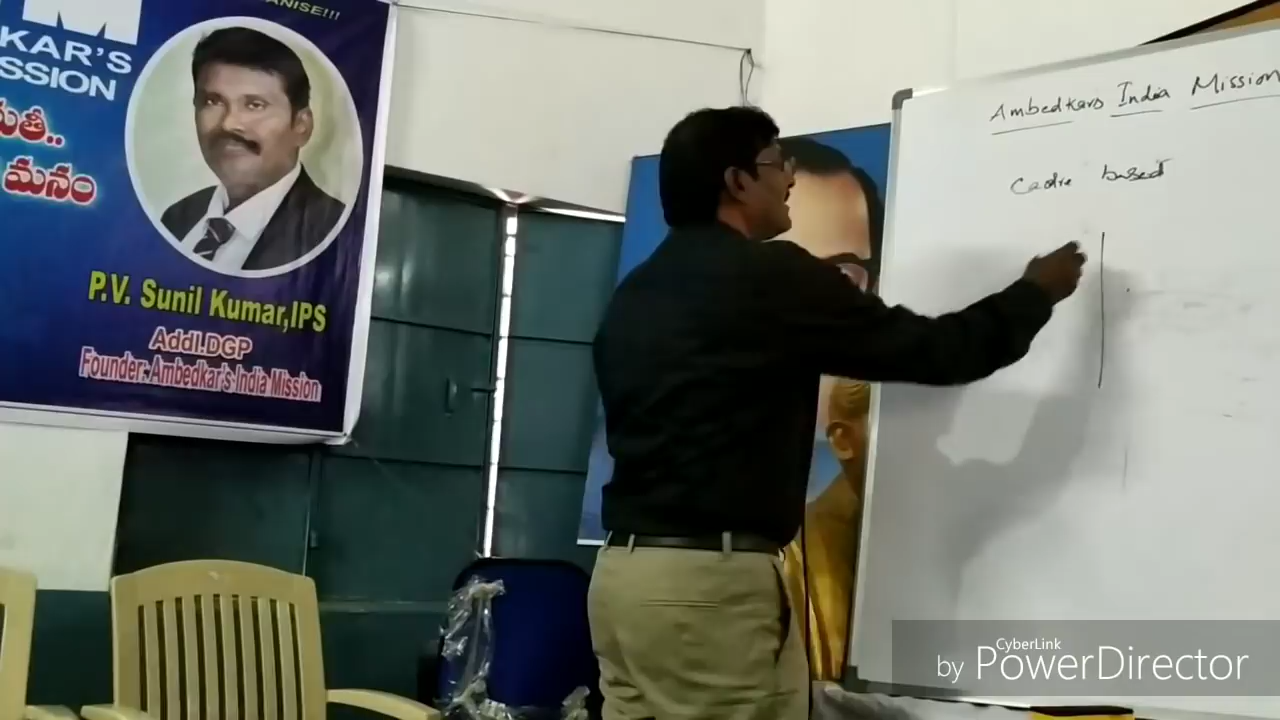 ANISE!!!
M
KAR'S
SSION
మనం
P.V. Sunil Kumar,IPS
Addl.DGP
Founder: Ambedkar's India Mission
Ambedkars India Mission
Cadre based
CyberLink
by PowerDirector